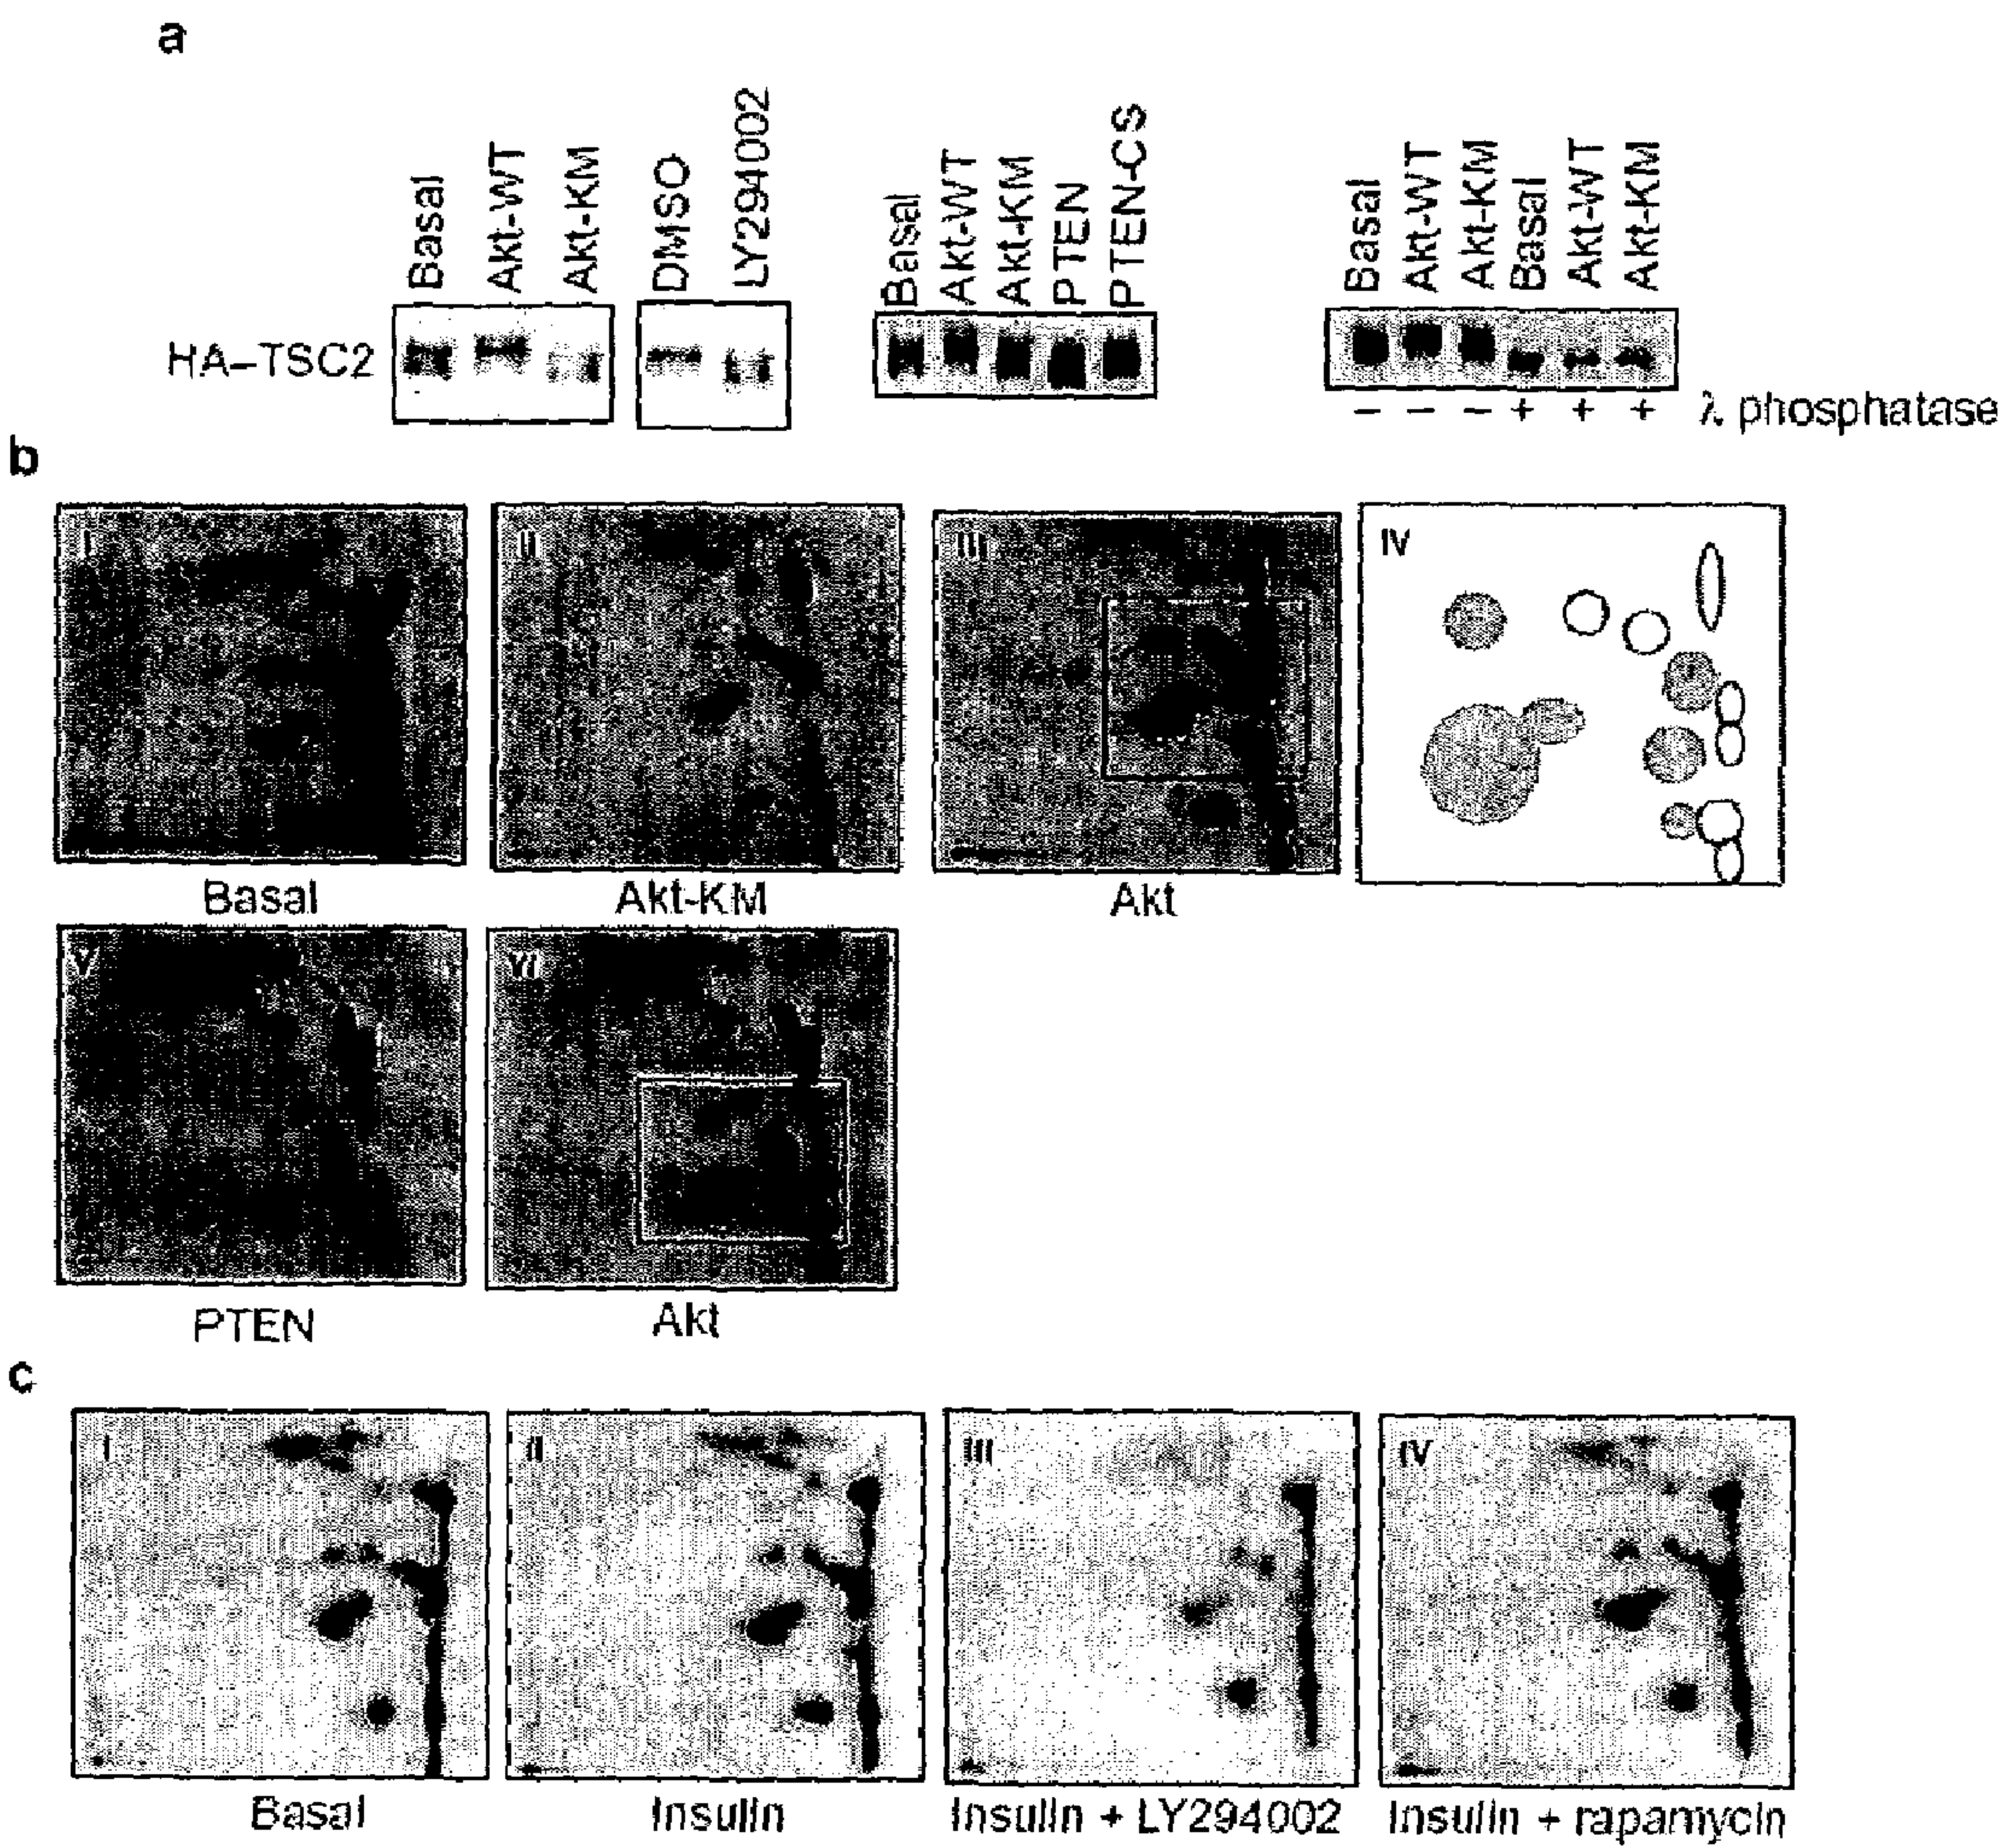 a
Basal
Akt-WT
Akt-KM
DMSO
LY294002
Basal
Akt-WT
Akt-KM
PTEN
PTEN-CS
Basal
Akt-WT
Akt-KM
Basal
Akt-WT
Akt-KM
HA–TSC2
– – – + + + λ phosphatase
b
i
ii
iii
iv
Basal
Akt-KM
Akt
v
vi
PTEN
Akt
c
i
ii
iii
iv
Basal
Insulin
Insulin + LY294002
Insulin + rapamycin